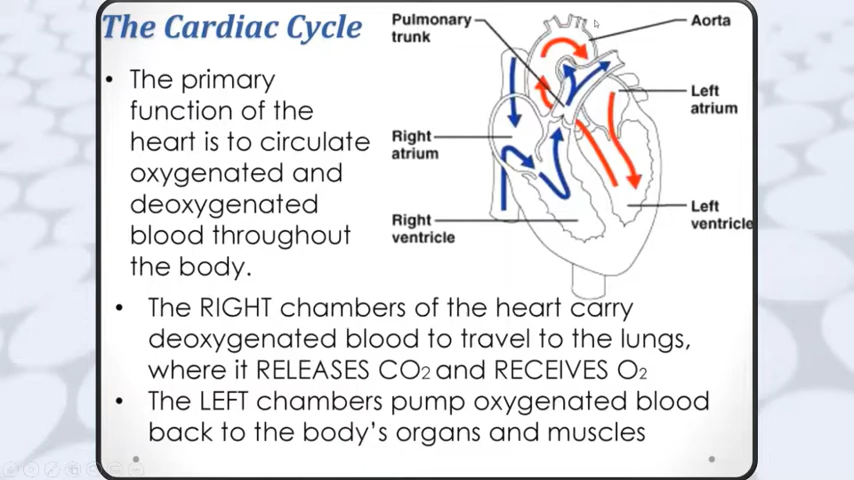 The Cardiac Cycle
• The primary
function of the
heart is to circulate
oxygenated and
deoxygenated
blood throughout
the body.
Pulmonary
trunk
Aorta
Left
atrium
Right
atrium
Left
ventricle
Right
ventricle
• The RIGHT chambers of the heart carry
deoxygenated blood to travel to the lungs,
where it RELEASES CO2 and RECEIVES O2
• The LEFT chambers pump oxygenated blood
back to the body's organs and muscles